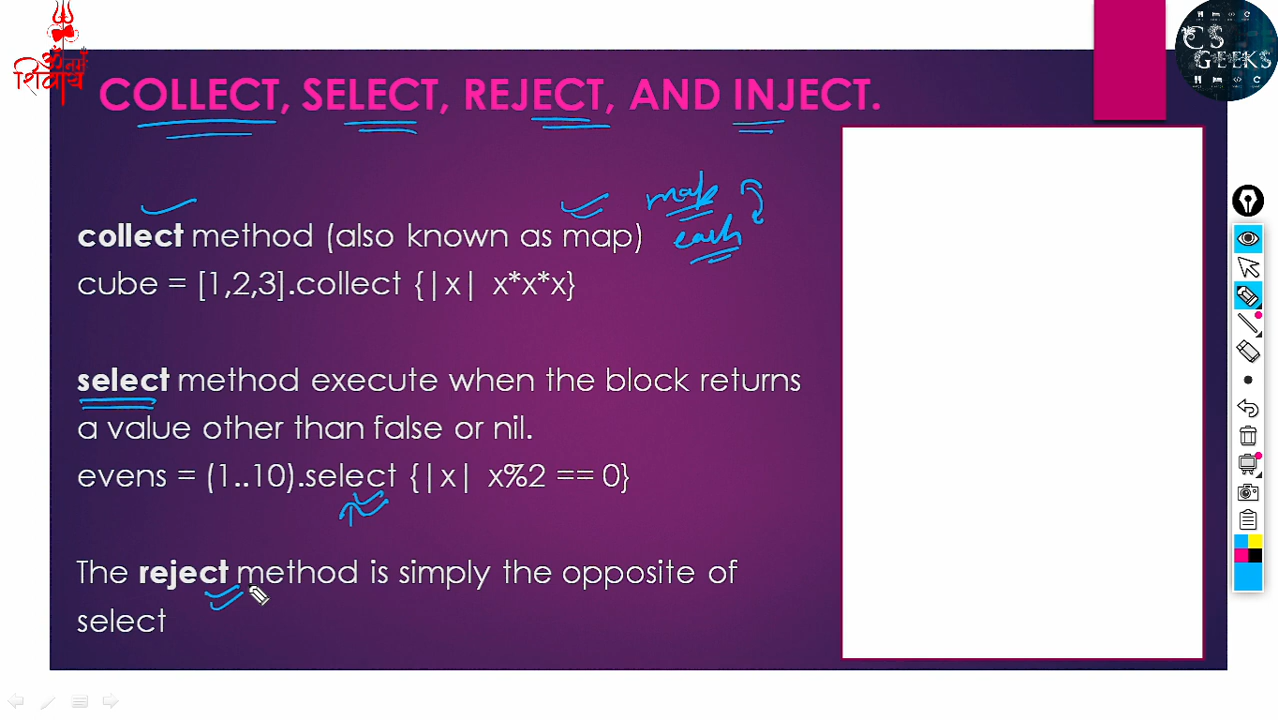 ॐ नमः
शिवाय
CS
GEEKS
COLLECT, SELECT, REJECT, AND INJECT.
map
collect method (also known as map)
each
cube = [1,2,3].collect {|x| x*x*x}
select method execute when the block returns
a value other than false or nil.
evens = (1..10).select {|x| x%2 == 0}
The reject method is simply the opposite of
select